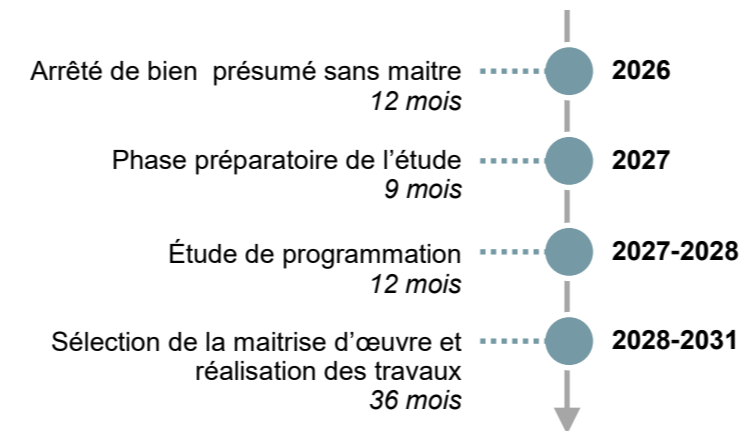 Arrêté de bien  présumé sans maitre
2026
12 mois
Phase préparatoire de l'étude
2027
9 mois
Étude de programmation
2027-2028
12 mois
Sélection de la maitrise d'œuvre et
2028-2031
réalisation des travaux
36 mois